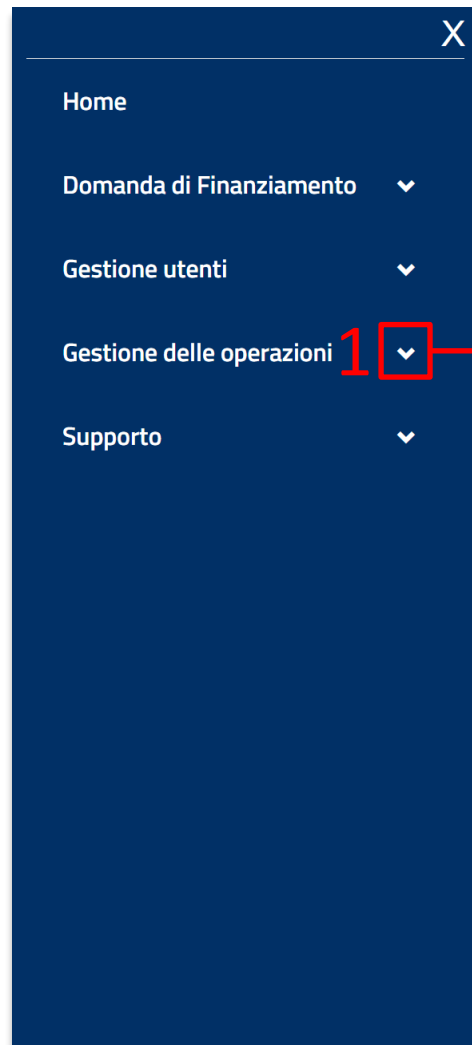 X
Home
Domanda di Finanziamento
Gestione utenti
Gestione delle operazioni 1
Supporto